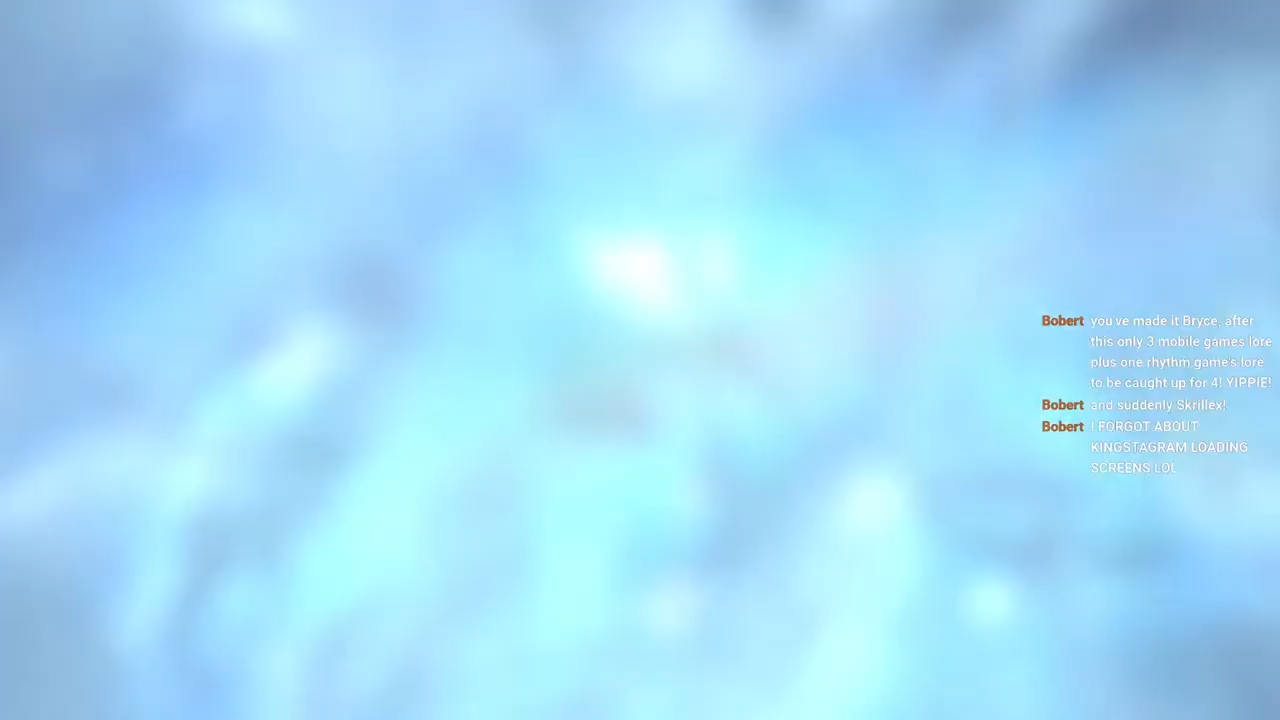 Bobert you've made it Bryce, after
this only 3 mobile games lore
plus one rhythm game's lore
to be caught up for 4! YIPPIE!
Bobert and suddenly Skrillex!
Bobert I FORGOT ABOUT
KINGSTAGRAM LOADING
SCREENS LOL